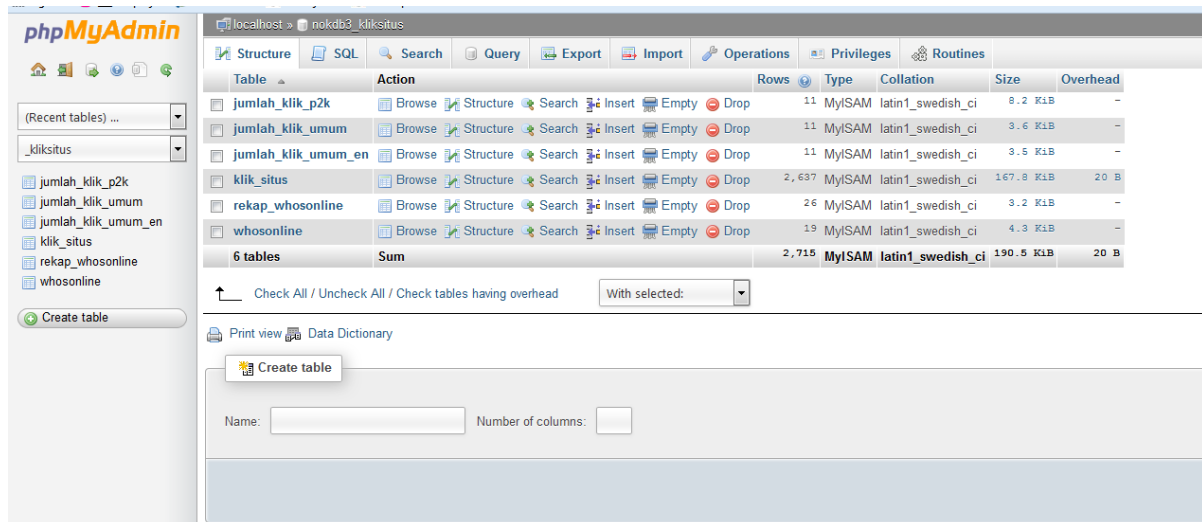 phpMyAdmin
(Recent tables) ...
_kliksitus
jumlah_klik_p2k
jumlah_klik_umum
jumlah_klik_umum_en
klik_situs
rekap_whosonline
whosonline
Create table
localhost » nokdb3_kliksitus
Structure SQL Search Query Export Import Operations Privileges Routines
Table Action Rows Type Collation Size Overhead
jumlah_klik_p2k Browse Structure Search Insert Empty Drop 11 MyISAM latin1_swedish_ci 8.2 KiB -
jumlah_klik_umum Browse Structure Search Insert Empty Drop 11 MyISAM latin1_swedish_ci 3.6 KiB -
jumlah_klik_umum_en Browse Structure Search Insert Empty Drop 11 MyISAM latin1_swedish_ci 3.5 KiB -
klik_situs Browse Structure Search Insert Empty Drop 2,637 MyISAM latin1_swedish_ci 167.8 KiB 20 B
rekap_whosonline Browse Structure Search Insert Empty Drop 26 MyISAM latin1_swedish_ci 3.2 KiB -
whosonline Browse Structure Search Insert Empty Drop 19 MyISAM latin1_swedish_ci 4.3 KiB -
6 tables Sum 2,715 MyISAM latin1_swedish_ci 190.5 KiB 20 B
Check All / Uncheck All / Check tables having overhead With selected:
Print view Data Dictionary
Create table
Name: Number of columns: